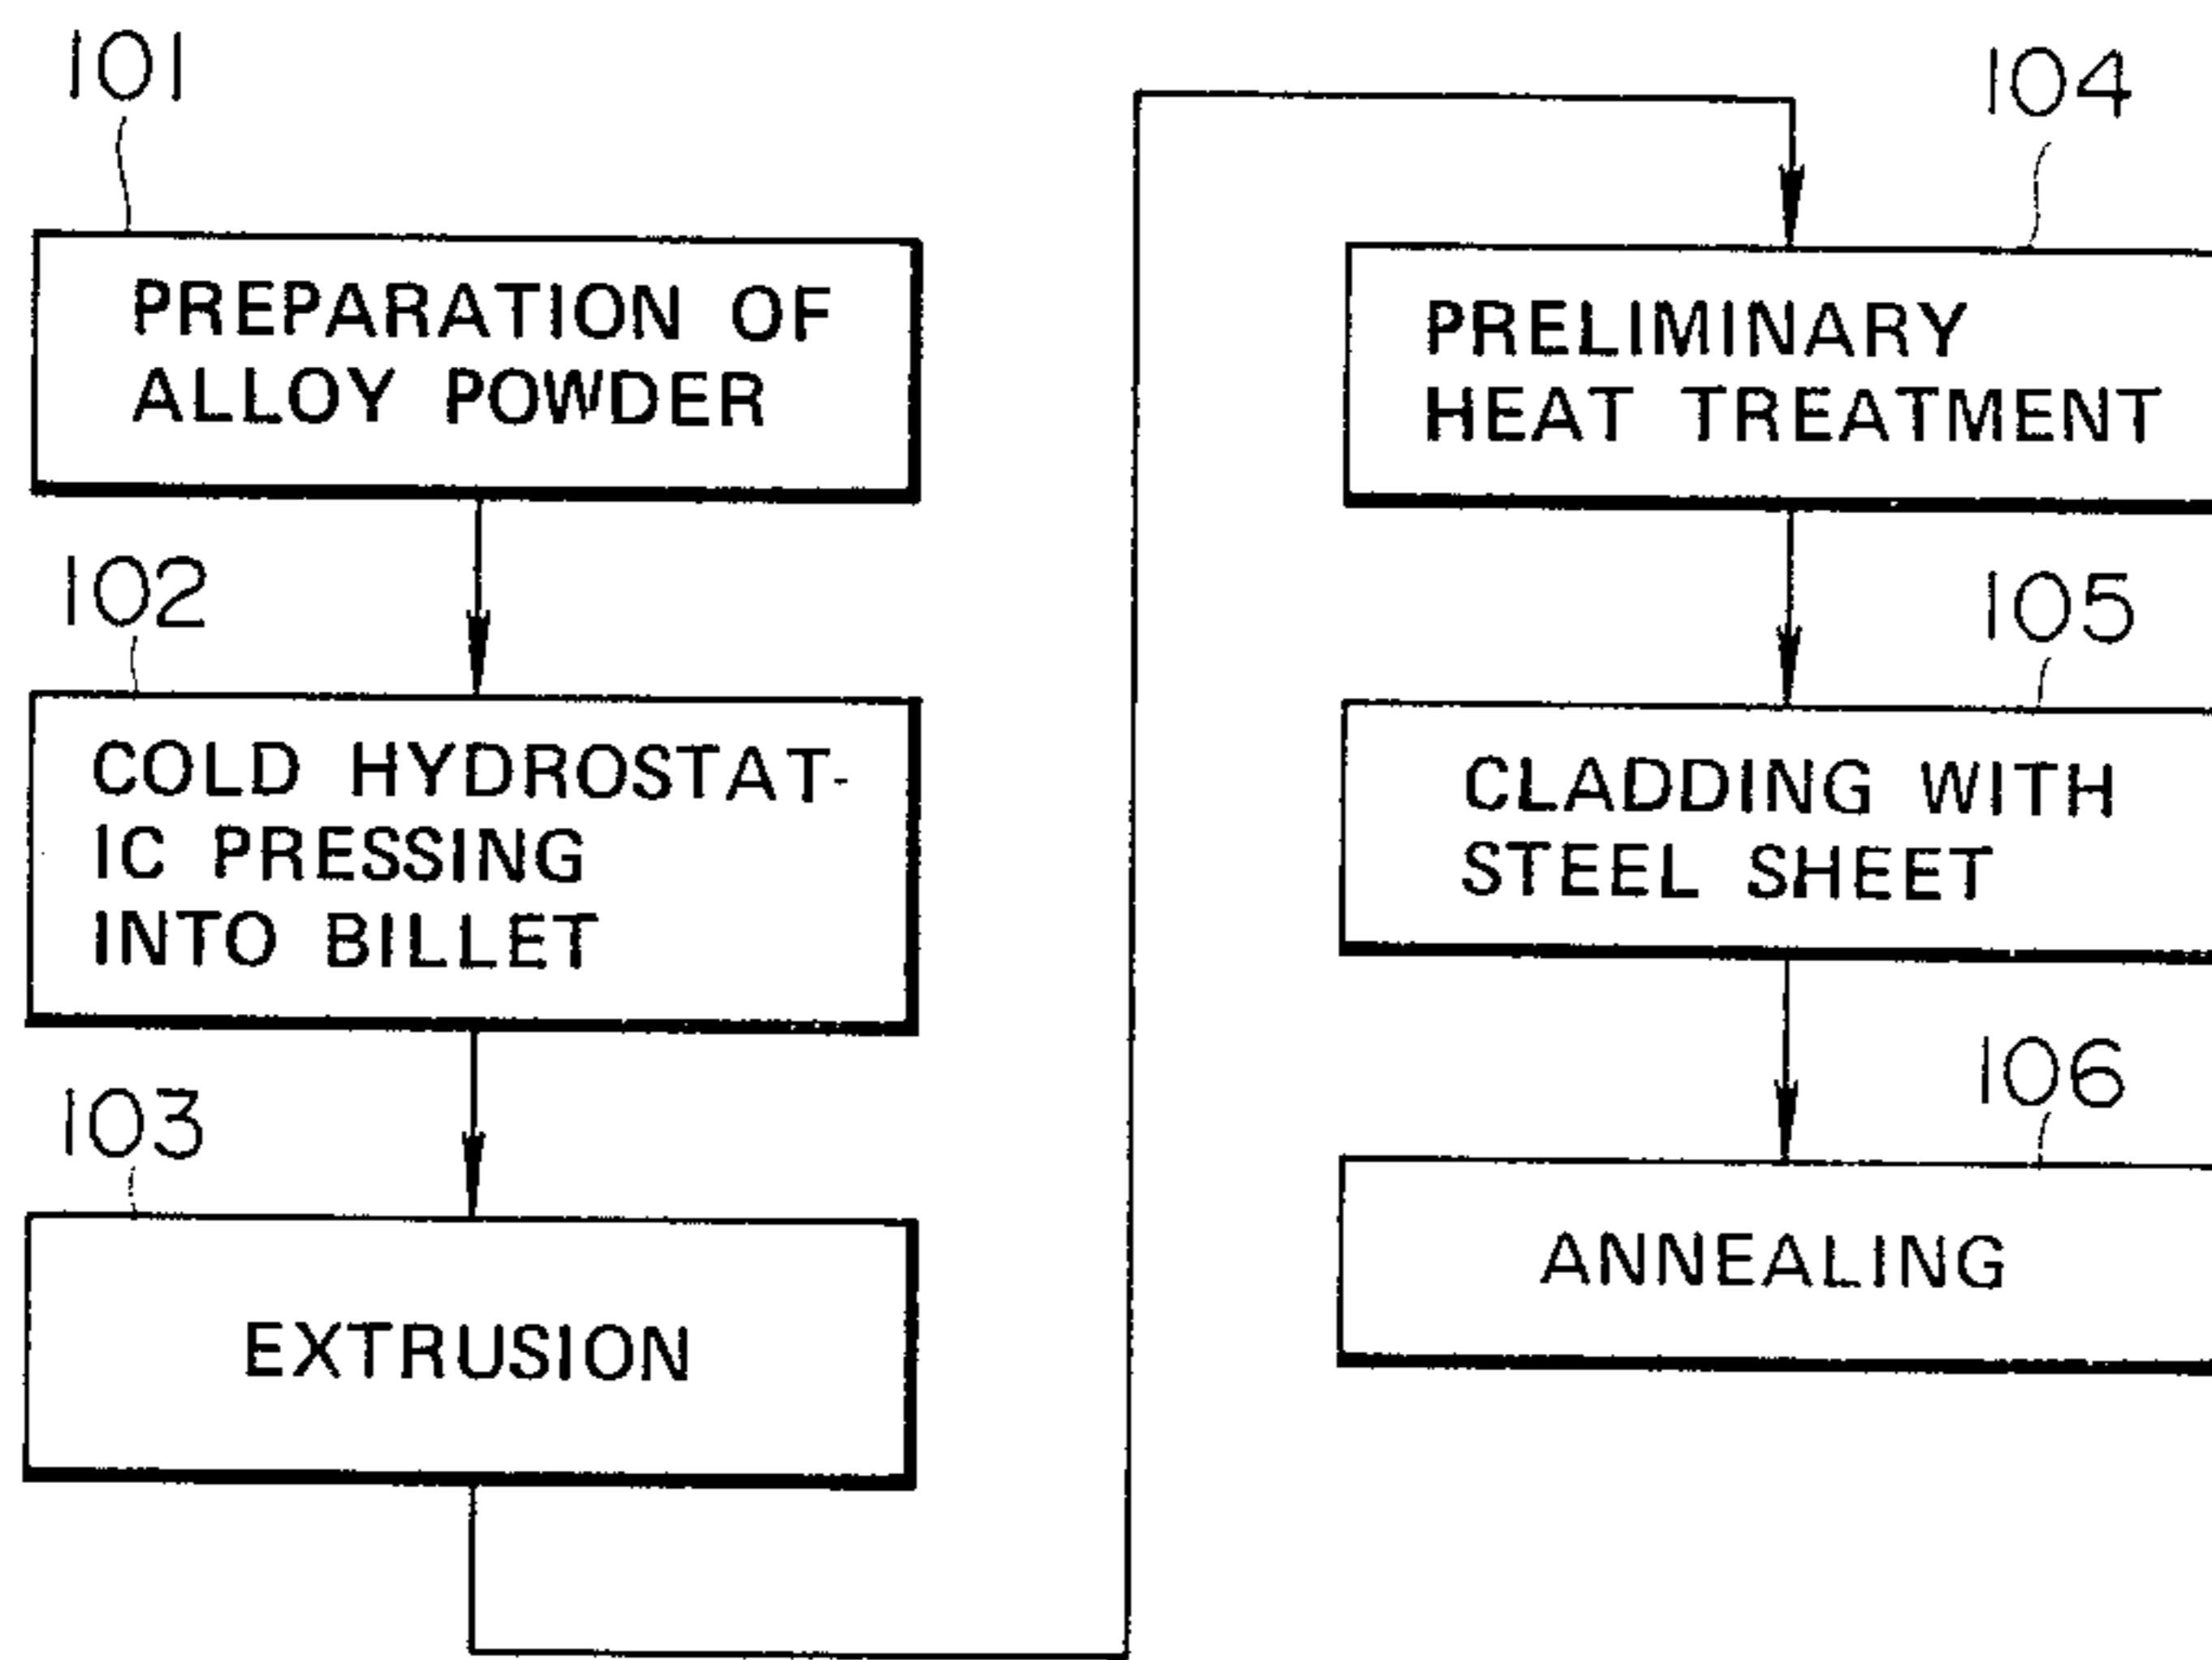 101
PREPARATION OF
ALLOY POWDER
102
COLD HYDROSTAT-
IC PRESSING
INTO BILLET
103
EXTRUSION
104
PRELIMINARY
HEAT TREATMENT
105
CLADDING WITH
STEEL SHEET
106
ANNEALING